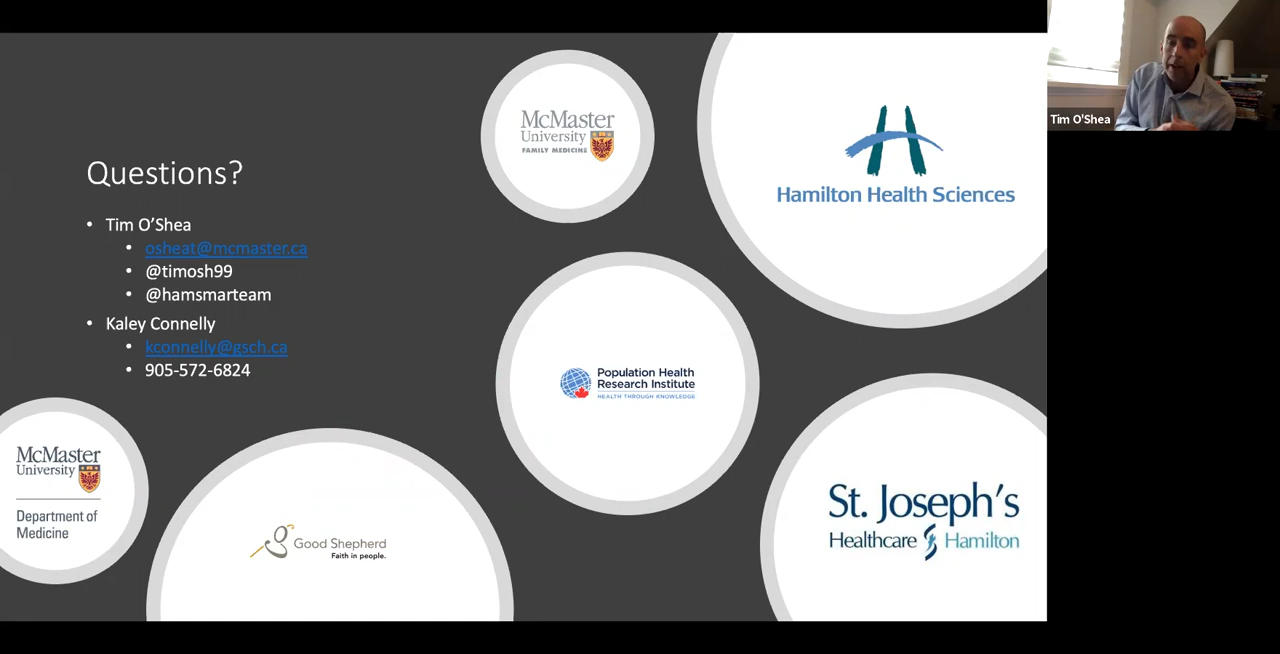 Questions?
• Tim O’Shea
• osheat@mcmaster.ca
• @timosh99
• @hamsmarteam
• Kaley Connelly
• kconnelly@gsch.ca
• 905-572-6824
McMaster
University
FAMILY MEDICINE
Hamilton Health Sciences
Population Health
Research Institute
HEALTH THROUGH KNOWLEDGE
McMaster
University
Department of
Medicine
Good Shepherd
Faith in people.
St. Joseph's
Healthcare Hamilton
Tim O'Shea